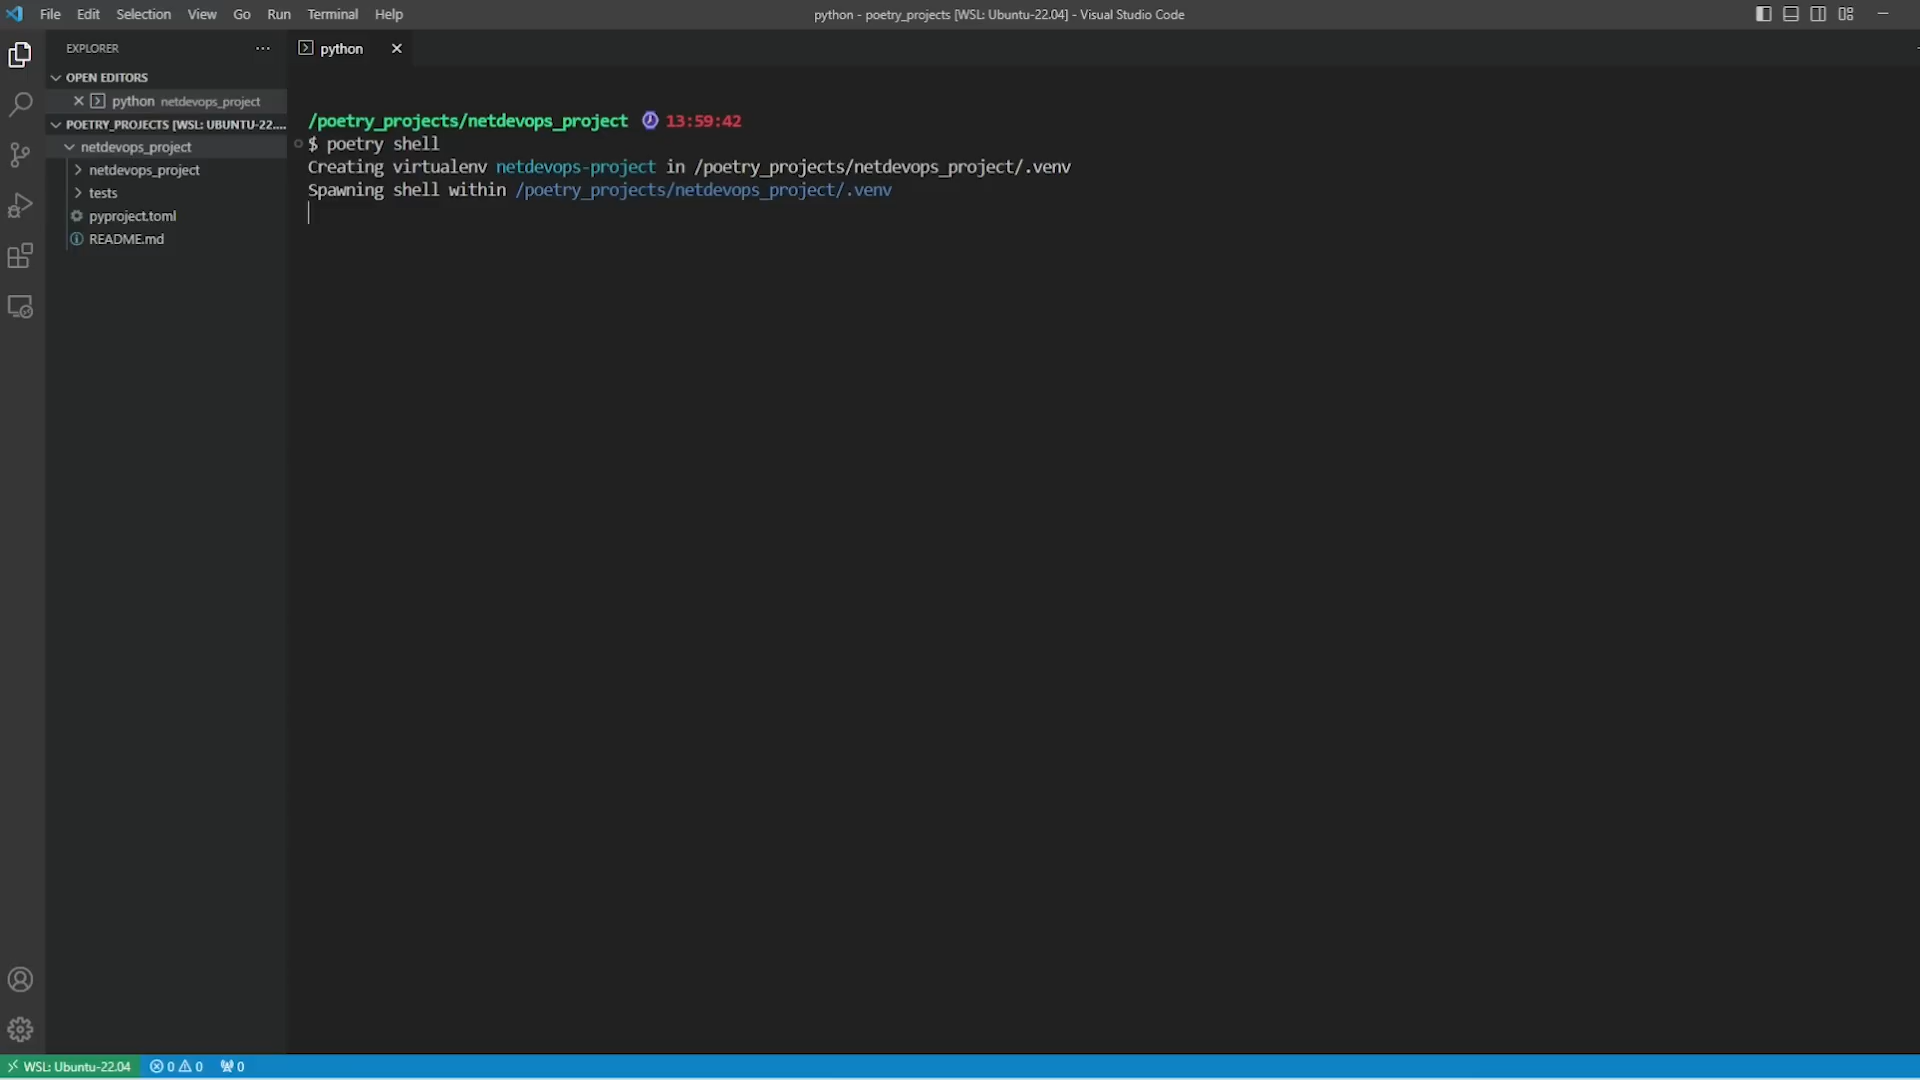 File Edit Selection View Go Run Terminal Help
python - poetry_projects [WSL: Ubuntu-22.04] - Visual Studio Code
EXPLORER
python
OPEN EDITORS
python netdevops_project
POETRY_PROJECTS [WSL: UBUNTU-22....
netdevops_project
netdevops_project
tests
pyproject.toml
README.md
/poetry_projects/netdevops_project 13:59:42
$ poetry shell
Creating virtualenv netdevops-project in /poetry_projects/netdevops_project/.venv
Spawning shell within /poetry_projects/netdevops_project/.venv
WSL: Ubuntu-22.04 0 0 0